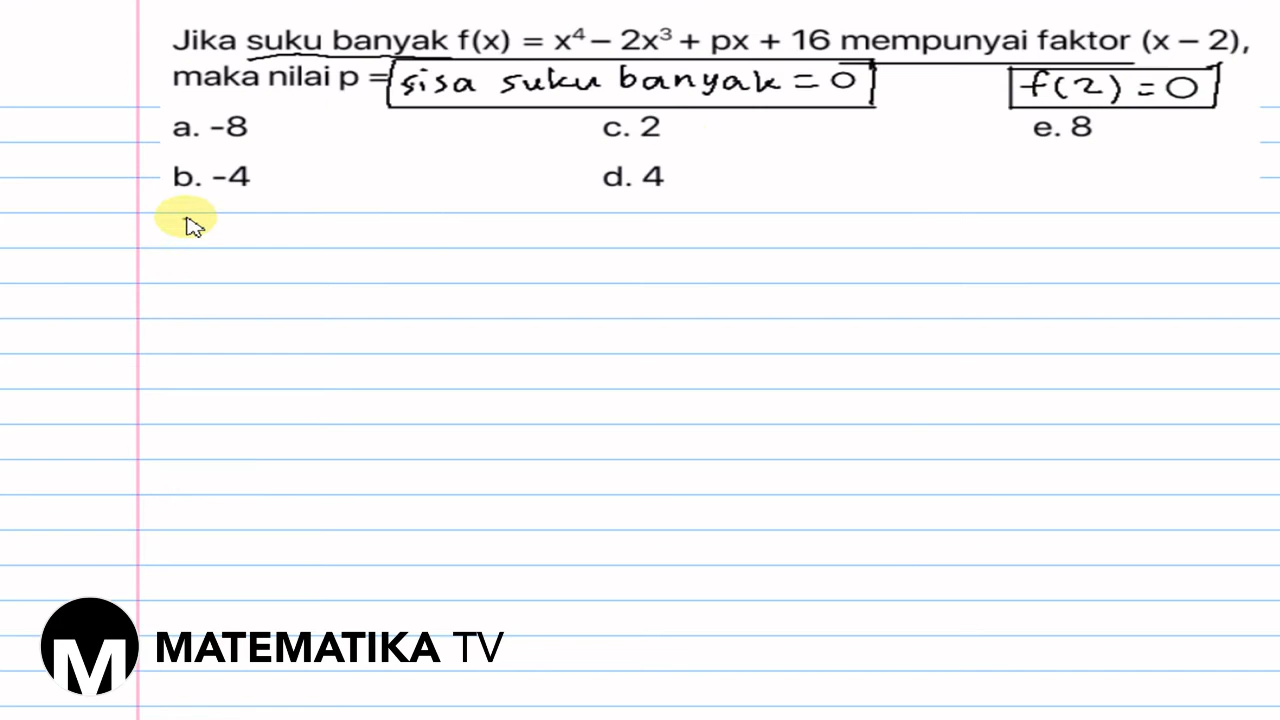 Jika suku banyak f(x) = x⁴ – 2x³ + px + 16 mempunyai faktor (x – 2),
maka nilai p = sisa suku banyak = 0 f(2) = 0
a. -8 c. 2 e. 8
b. -4 d. 4
M MATEMATIKA TV